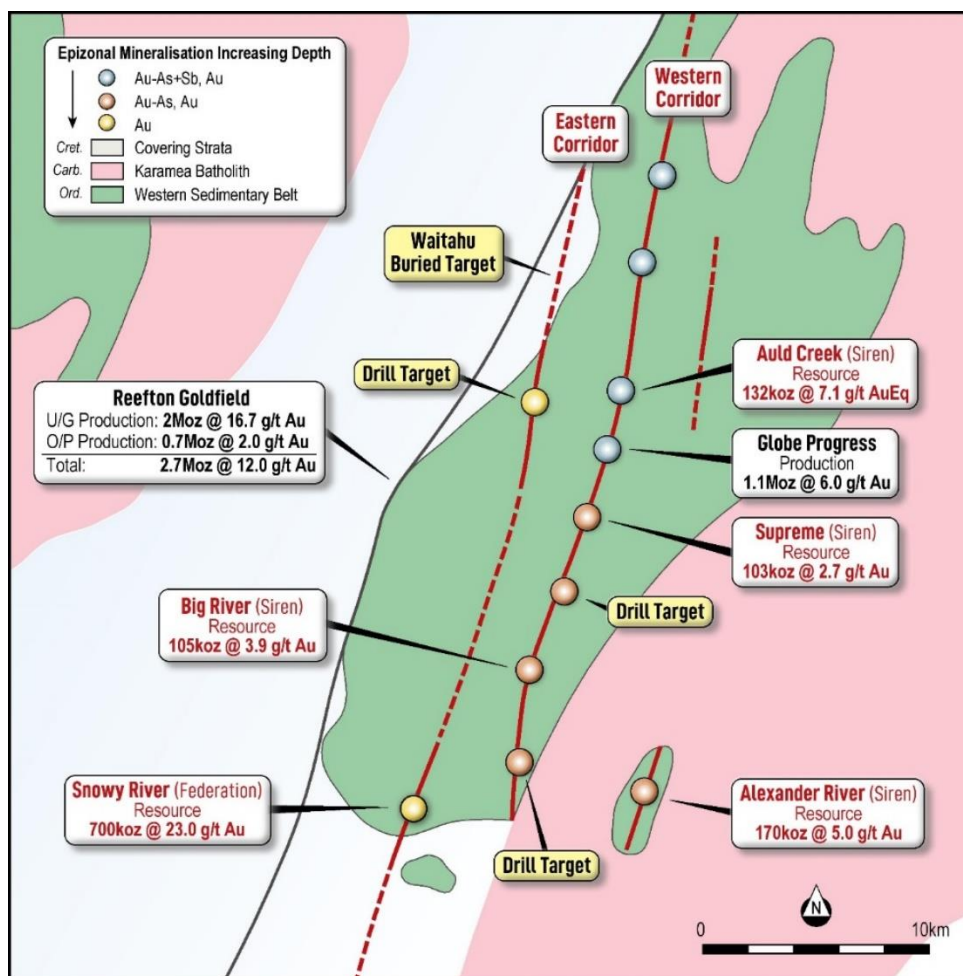 Epizonal Mineralisation Increasing Depth
Au-As+Sb, Au
Au-As, Au
Au
Cret. Covering Strata
Carb. Karamea Batholith
Ord. Western Sedimentary Belt
Western
Corridor
Eastern
Corridor
Waitahu
Buried Target
Drill Target
Reefton Goldfield
U/G Production: 2Moz @ 16.7 g/t Au
O/P Production: 0.7Moz @ 2.0 g/t Au
Total: 2.7Moz @ 12.0 g/t Au
Auld Creek (Siren)
Resource
132koz @ 7.1 g/t AuEq
Globe Progress
Production
1.1Moz @ 6.0 g/t Au
Supreme (Siren)
Resource
103koz @ 2.7 g/t Au
Drill Target
Big River (Siren)
Resource
105koz @ 3.9 g/t Au
Snowy River (Federation)
Resource
700koz @ 23.0 g/t Au
Drill Target
Alexander River (Siren)
Resource
170koz @ 5.0 g/t Au
N
0 10km